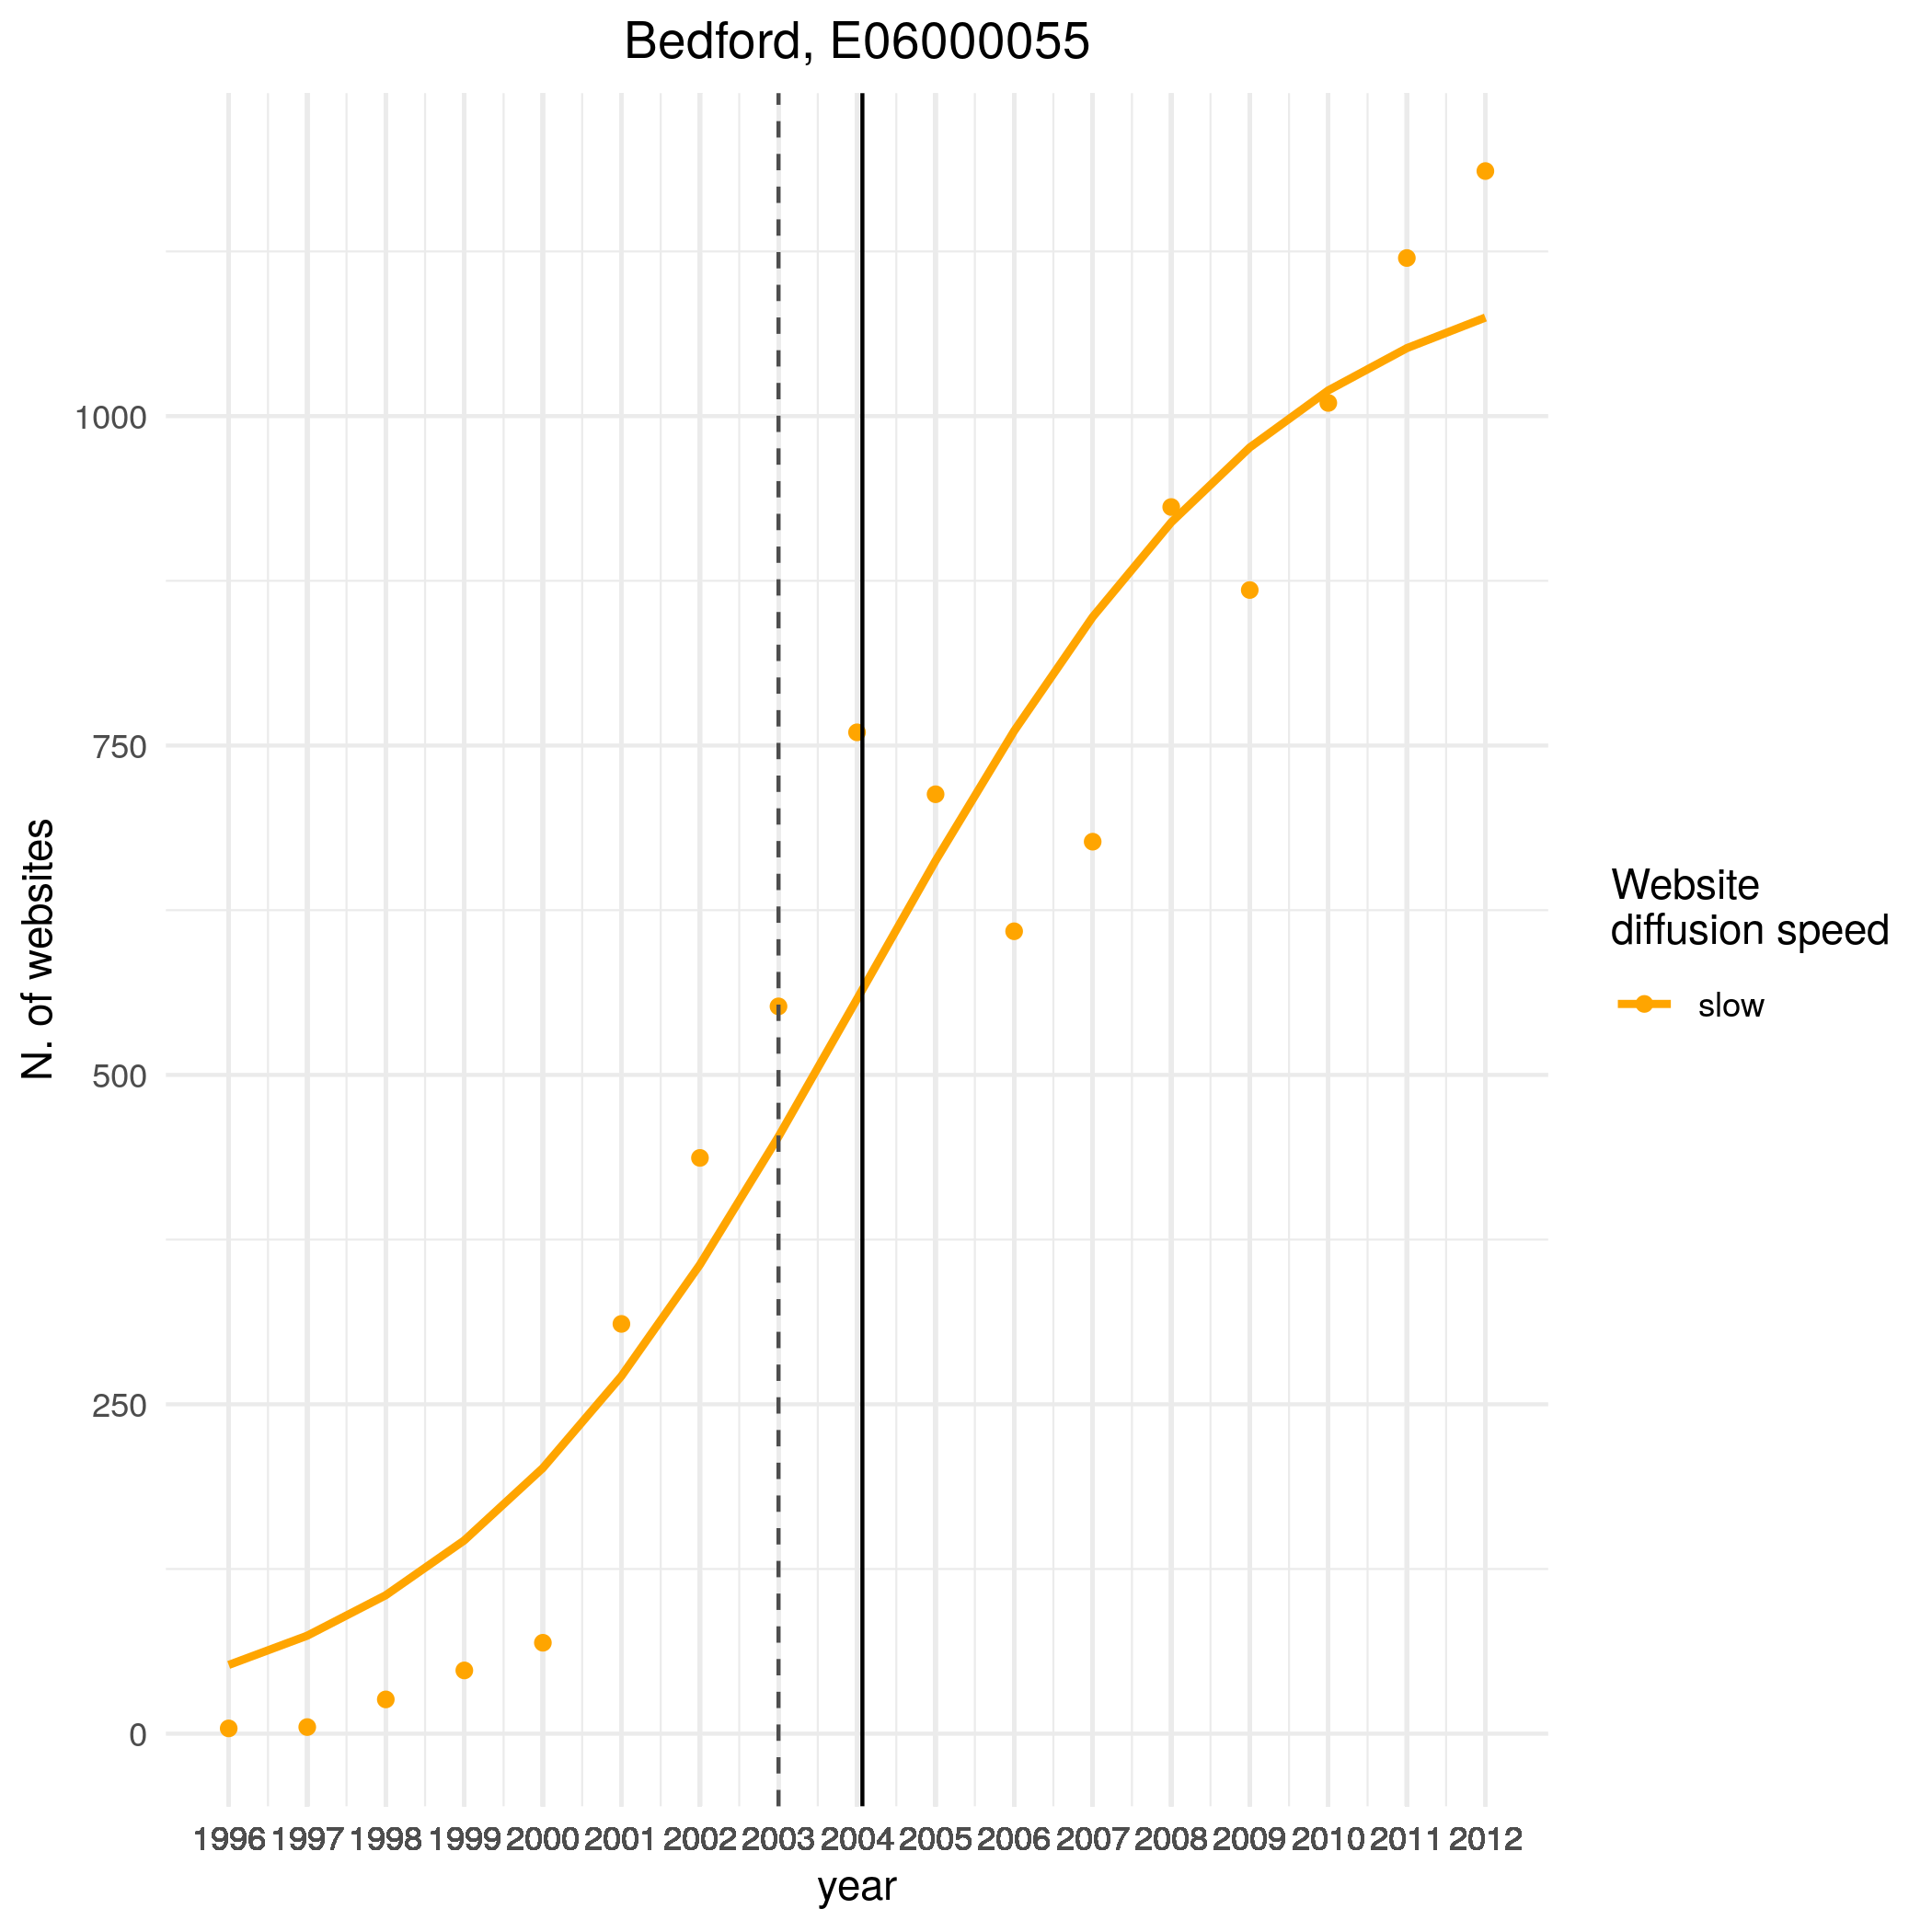 Bedford, E06000055
N. of websites
1000
750
500
250
0
1996 1997 1998 1999 2000 2001 2002 2003 2004 2005 2006 2007 2008 2009 2010 2011 2012
year
Website
diffusion speed
slow